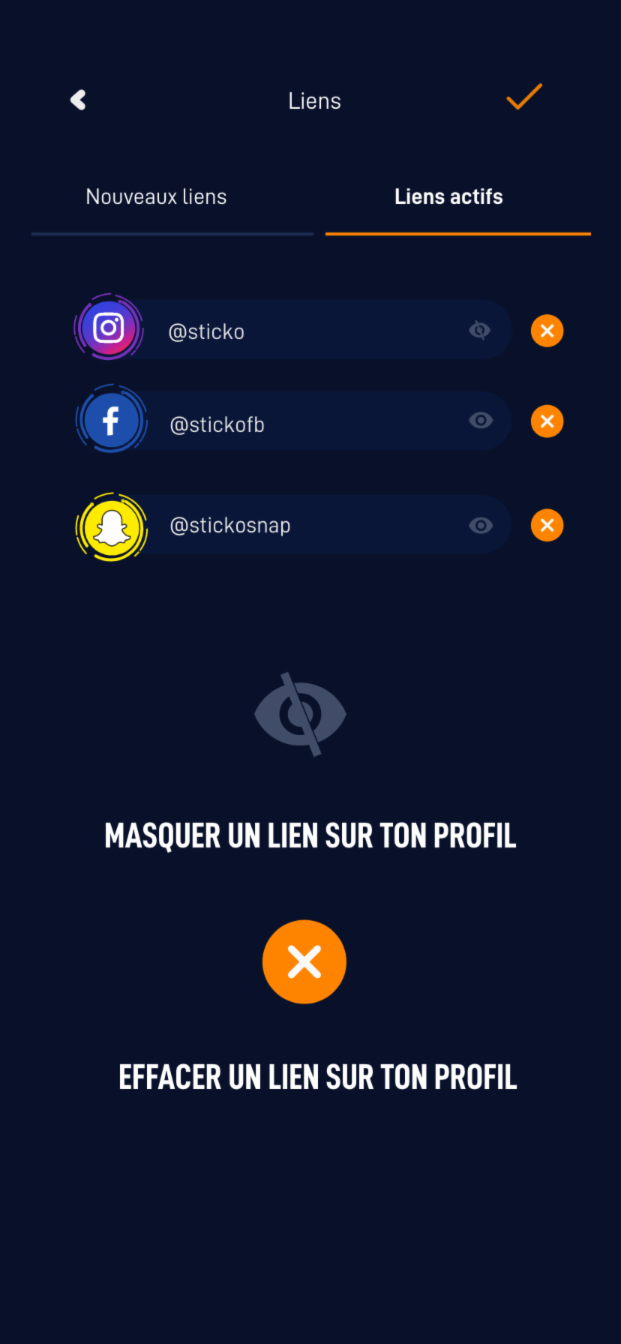 Liens
Nouveaux liens
Liens actifs
@sticko
@stickofb
@stickosnap
MASQUER UN LIEN SUR TON PROFIL
EFFACER UN LIEN SUR TON PROFIL